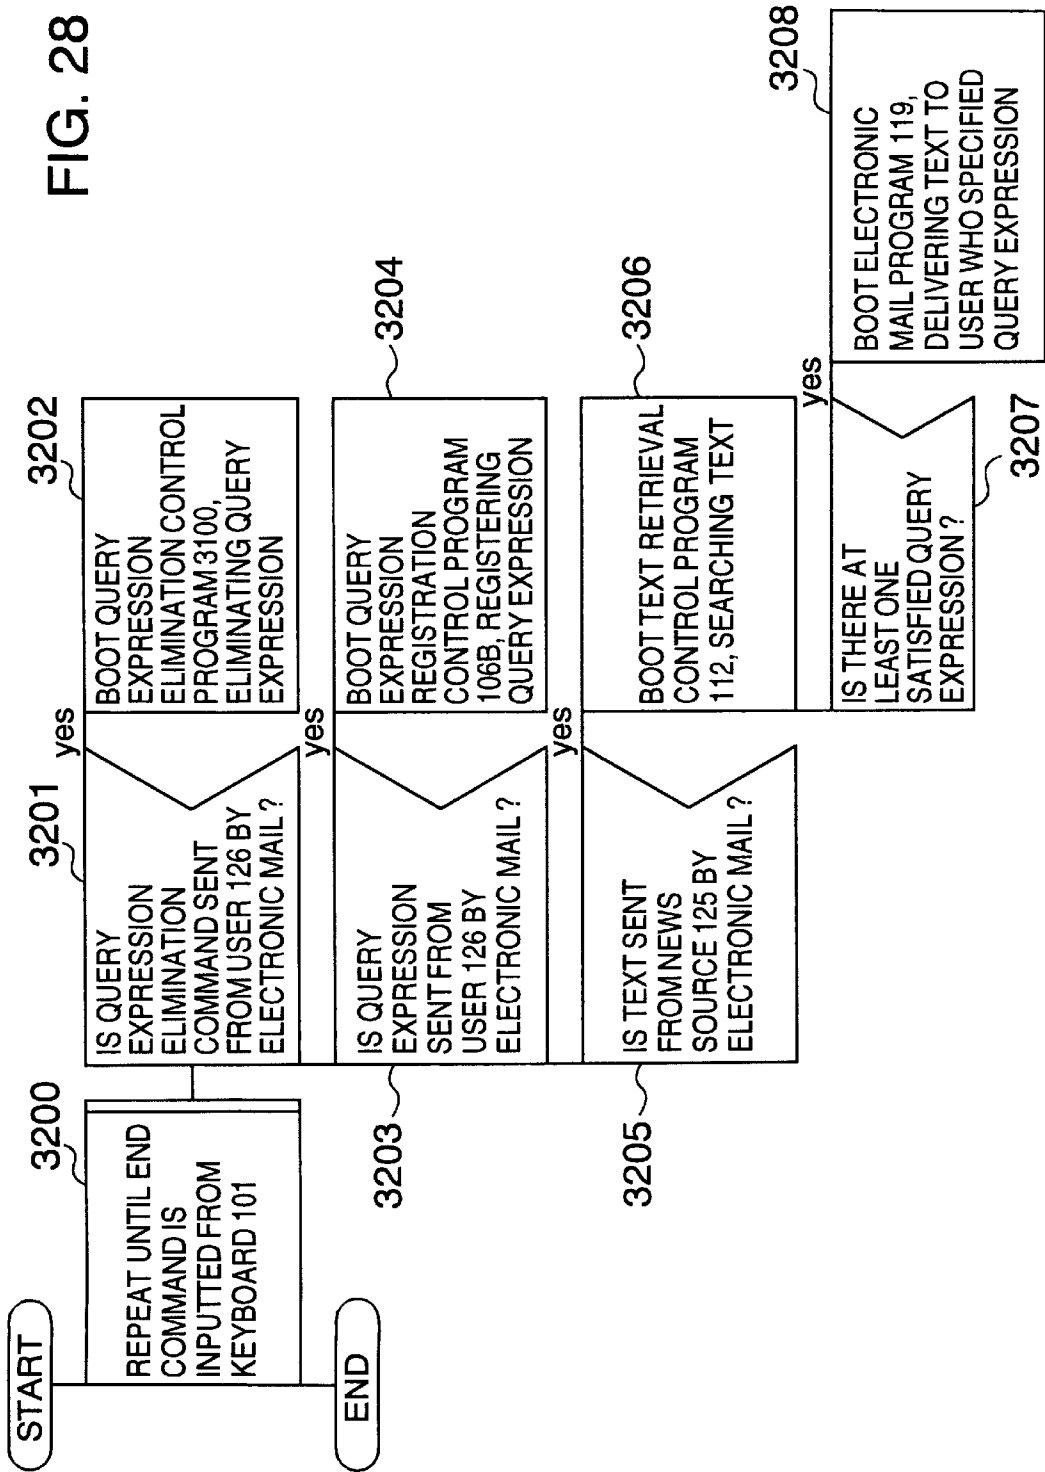 FIG. 28
START
3200
REPEAT UNTIL END
COMMAND IS
INPUTTED FROM
KEYBOARD 101
END
3201
IS QUERY
EXPRESSION
ELIMINATION
COMMAND SENT
FROM USER 126 BY
ELECTRONIC MAIL ?
yes
3202
BOOT QUERY
EXPRESSION
ELIMINATION CONTROL
PROGRAM 3100,
ELIMINATING QUERY
EXPRESSION
3203
IS QUERY
EXPRESSION
SENT FROM
USER 126 BY
ELECTRONIC MAIL ?
yes
3204
BOOT QUERY
EXPRESSION
REGISTRATION
CONTROL PROGRAM
106B, REGISTERING
QUERY EXPRESSION
3205
IS TEXT SENT
FROM NEWS
SOURCE 125 BY
ELECTRONIC MAIL ?
yes
3206
BOOT TEXT RETRIEVAL
CONTROL PROGRAM
112, SEARCHING TEXT
3207
IS THERE AT
LEAST ONE
SATISFIED QUERY
EXPRESSION ?
yes
3208
BOOT ELECTRONIC
MAIL PROGRAM 119,
DELIVERING TEXT TO
USER WHO SPECIFIED
QUERY EXPRESSION